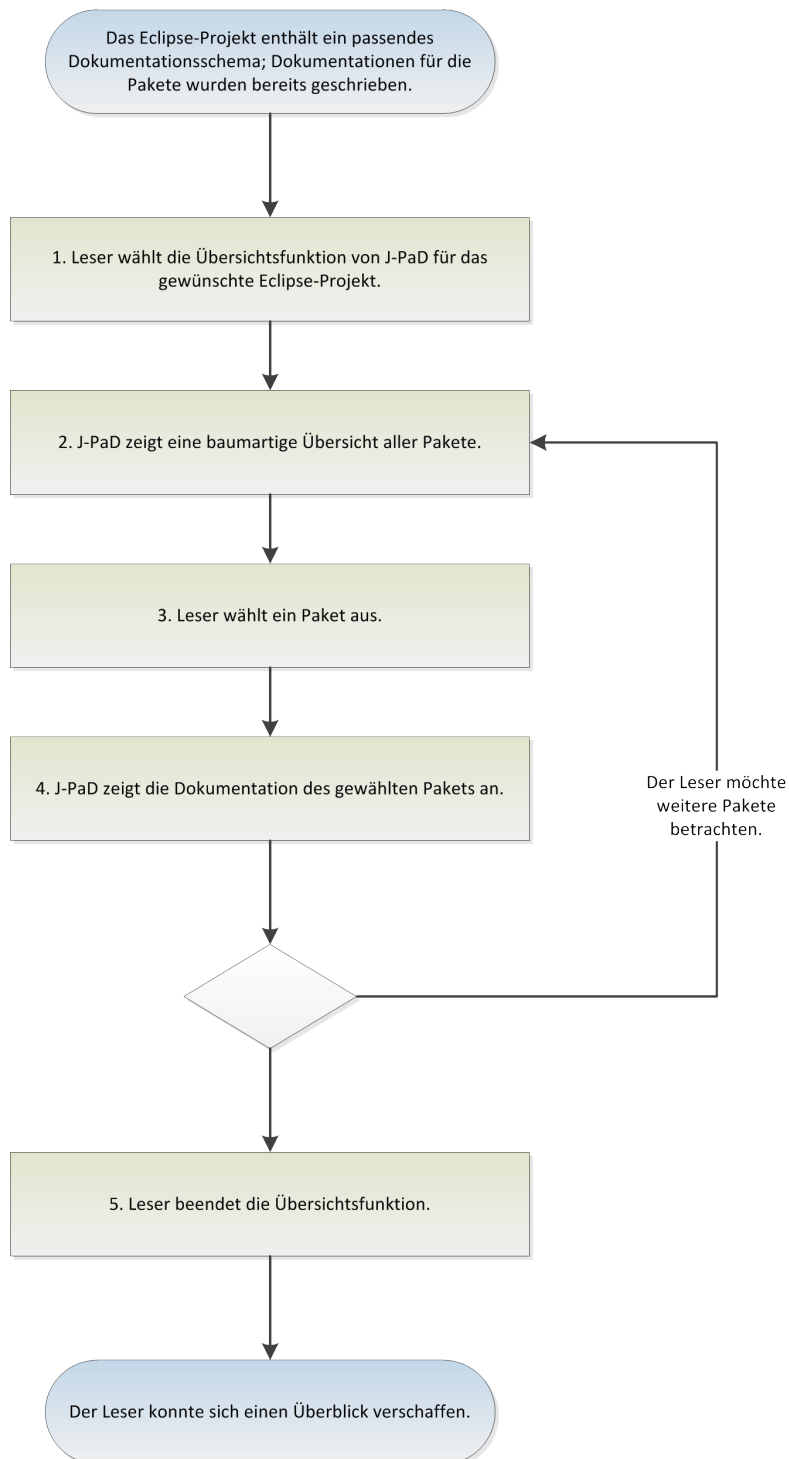 Das Eclipse-Projekt enthält ein passendes
Dokumentationsschema; Dokumentationen für die
Pakete wurden bereits geschrieben.
1. Leser wählt die Übersichtsfunktion von J-PaD für das
gewünschte Eclipse-Projekt.
2. J-PaD zeigt eine baumartige Übersicht aller Pakete.
3. Leser wählt ein Paket aus.
4. J-PaD zeigt die Dokumentation des gewählten Pakets an.
Der Leser möchte
weitere Pakete
betrachten.
5. Leser beendet die Übersichtsfunktion.
Der Leser konnte sich einen Überblick verschaffen.